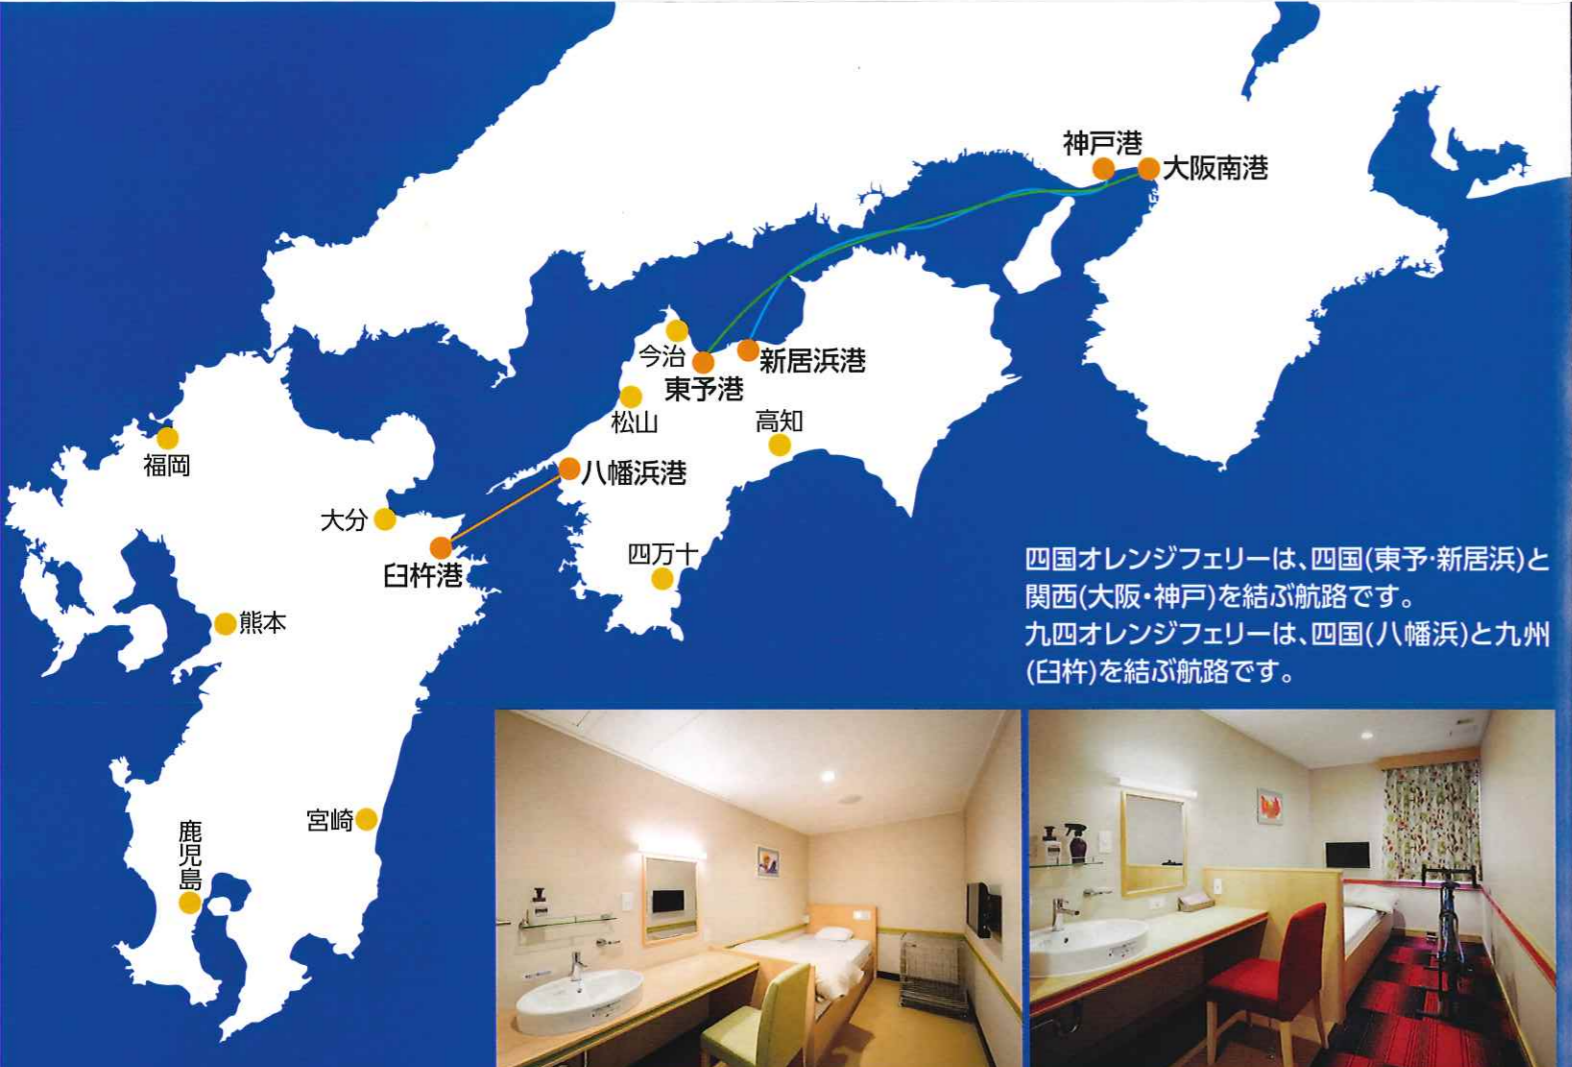 神戸港
大阪南港
今治
東予港
新居浜港
松山
高知
福岡
八幡浜港
大分
臼杵港
四万十
熊本
宮崎
鹿児島
四国オレンジフェリーは、四国(東予・新居浜)と
関西(大阪・神戸)を結ぶ航路です。
九四オレンジフェリーは、四国(八幡浜)と九州
(臼杵)を結ぶ航路です。